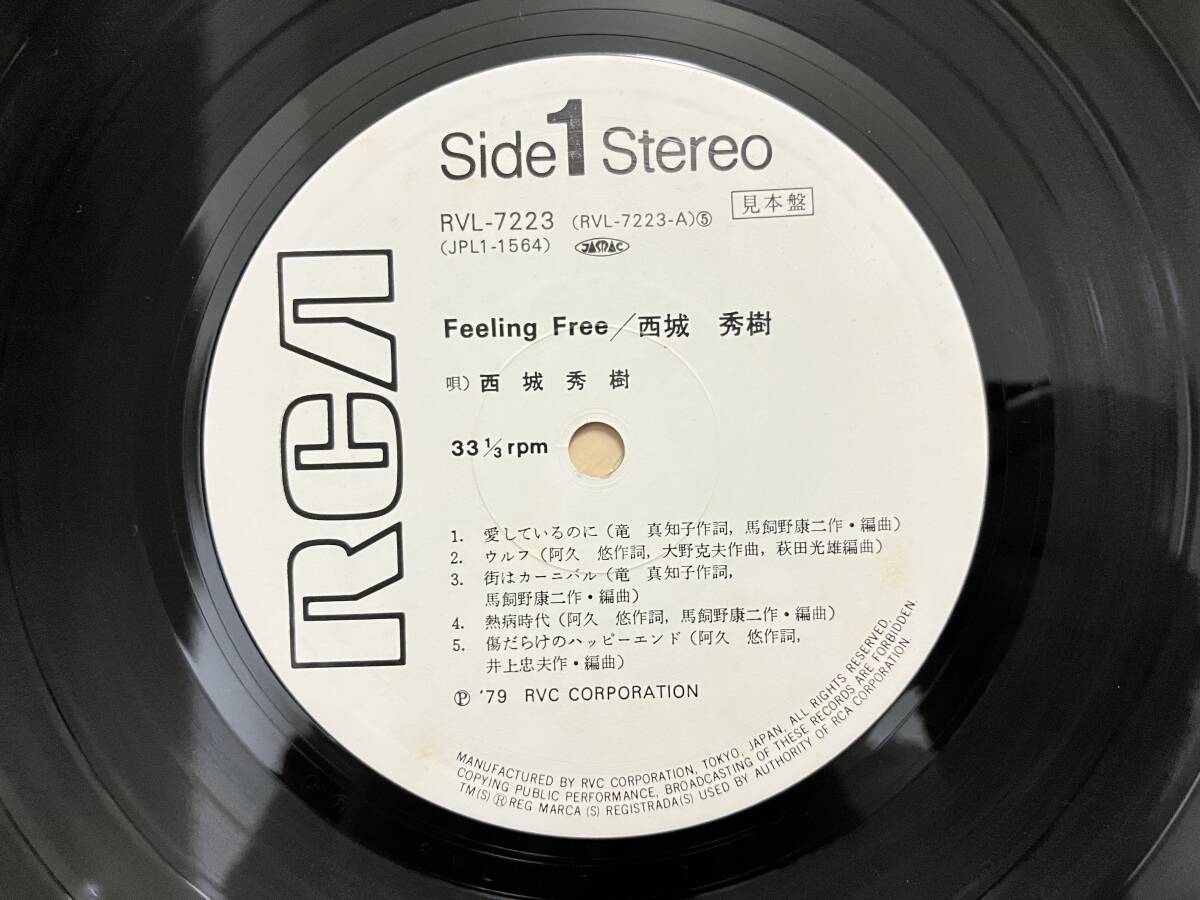 Side 1 Stereo
RVL-7223 (RVL-7223-A)⑤ 見本盤
(JPL1-1564) JASRAC
RCA
Feeling Free/西城 秀樹
唄) 西城秀樹
33 1/3 rpm
1. 愛しているのに (竜 真知子作詞, 馬飼野康二作・編曲)
2. ウルフ (阿久 悠作詞, 大野克夫作曲, 萩田光雄編曲)
3. 街はカーニバル (竜 真知子作詞,
馬飼野康二作・編曲)
4. 熱病時代 (阿久 悠作詞, 馬飼野康二作・編曲)
5. 傷だらけのハッピーエンド (阿久 悠作詞,
井上忠夫作・編曲)
Ⓟ '79 RVC CORPORATION
MANUFACTURED BY RVC CORPORATION, TOKYO, JAPAN, ALL RIGHTS RESERVED.
COPYING PUBLIC PERFORMANCE, BROADCASTING OF THESE RECORDS ARE FORBIDDEN.
TM(S) ® REG MARCA (S) REGISTRADA(S) USED BY AUTHORITY OF RCA CORPORATION.